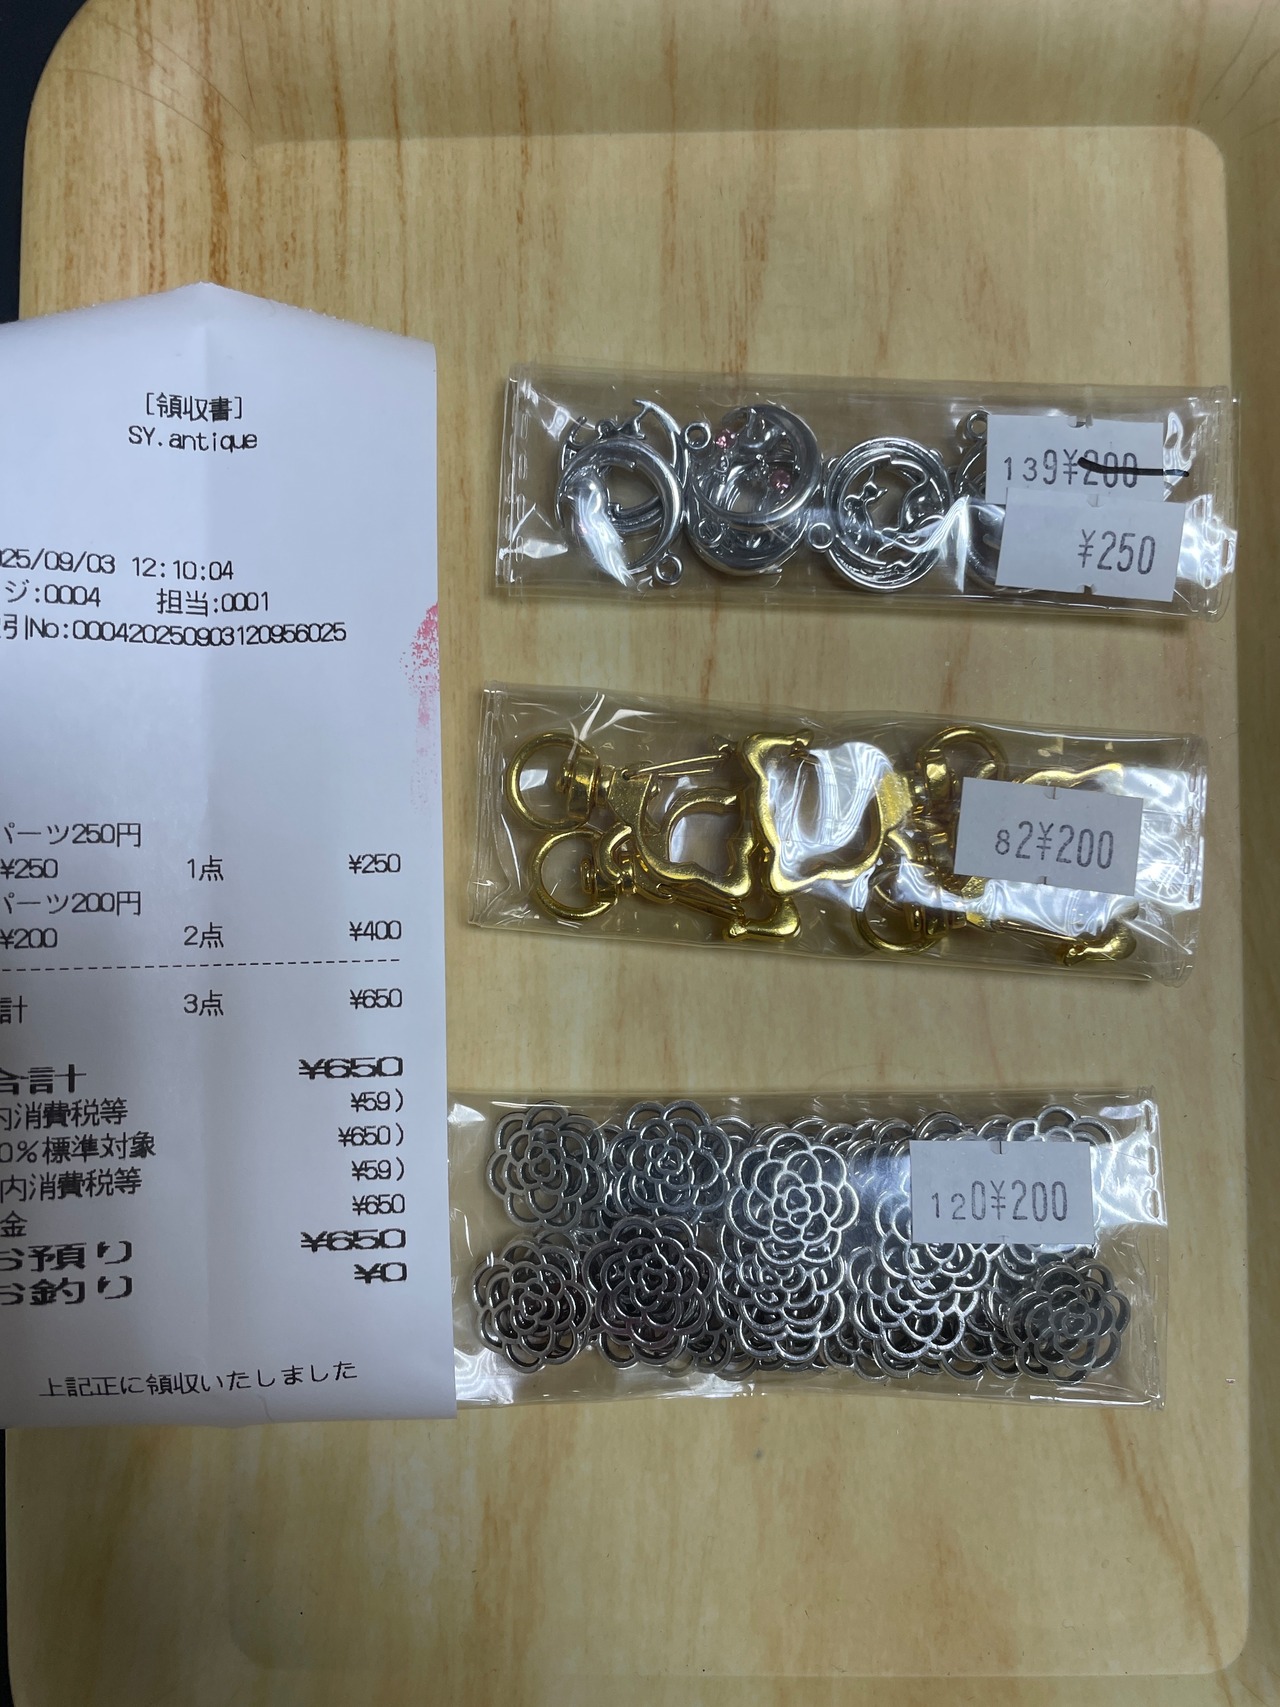 [領収書]
SY.antique
25/09/03 12:10:04
ジ:0004 担当:0001
引No:000420250903120956025
パーツ250円
¥250 1点 ¥250
パーツ200円
¥200 2点 ¥400
計 3点 ¥650
合計 ¥650
内消費税等 ¥59)
0%標準対象 ¥650)
内消費税等 ¥59)
金 ¥650
お預り ¥650
お釣り ¥0
上記正に領収いたしました
139¥200
¥250
82¥200
120¥200